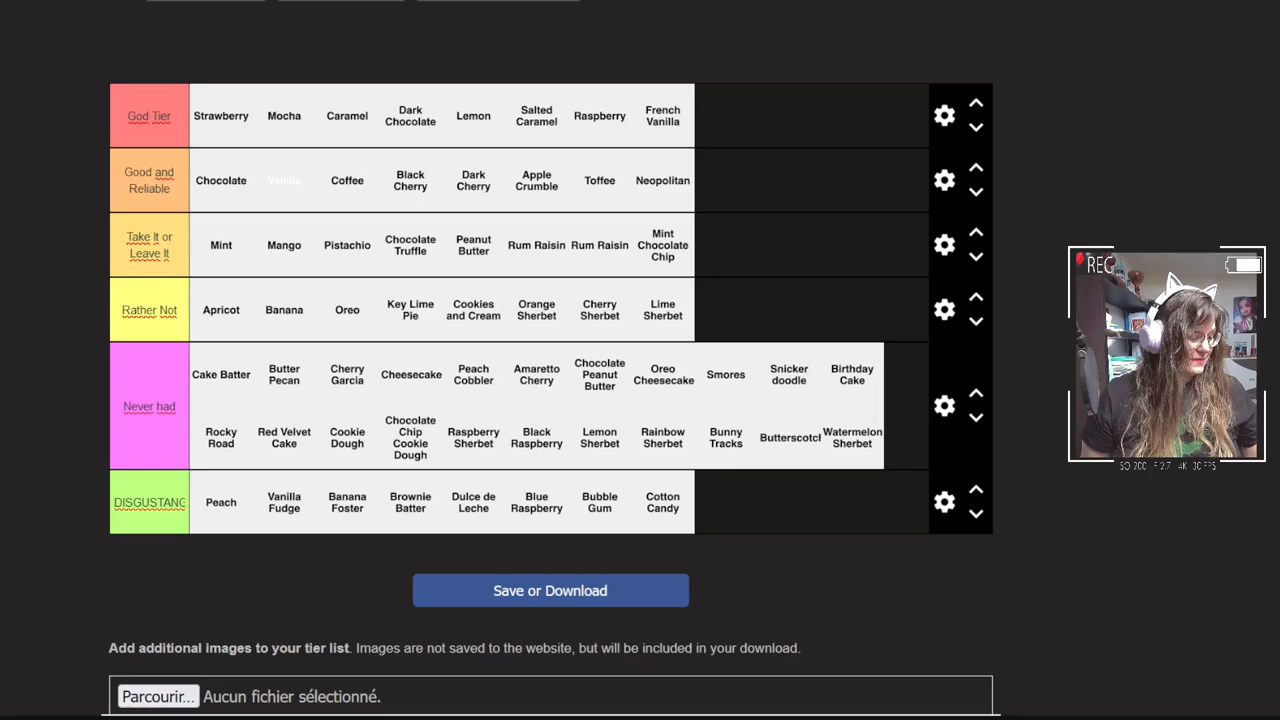 God Tier
Strawberry
Mocha
Caramel
Dark
Chocolate
Lemon
Salted
Caramel
Raspberry
French
Vanilla
Good and
Reliable
Chocolate
Vanilla
Coffee
Black
Cherry
Dark
Cherry
Apple
Crumble
Toffee
Neopolitan
Take It or
Leave It
Mint
Mango
Pistachio
Chocolate
Truffle
Peanut
Butter
Rum Raisin
Rum Raisin
Mint
Chocolate
Chip
Rather Not
Apricot
Banana
Oreo
Key Lime
Pie
Cookies
and Cream
Orange
Sherbet
Cherry
Sherbet
Lime
Sherbet
Never had
Cake Batter
Butter
Pecan
Cherry
Garcia
Cheesecake
Peach
Cobbler
Amaretto
Cherry
Chocolate
Peanut
Butter
Oreo
Cheesecake
Smores
Snicker
doodle
Birthday
Cake
Rocky
Road
Red Velvet
Cake
Cookie
Dough
Chocolate
Chip
Cookie
Dough
Raspberry
Sherbet
Black
Raspberry
Lemon
Sherbet
Rainbow
Sherbet
Bunny
Tracks
Butterscotcl
Watermelon
Sherbet
DISGUSTANG
Peach
Vanilla
Fudge
Banana
Foster
Brownie
Batter
Dulce de
Leche
Blue
Raspberry
Bubble
Gum
Cotton
Candy
REC
4K 30 FPS
Save or Download
Add additional images to your tier list. Images are not saved to the website, but will be included in your download.
Parcourir... Aucun fichier sélectionné.